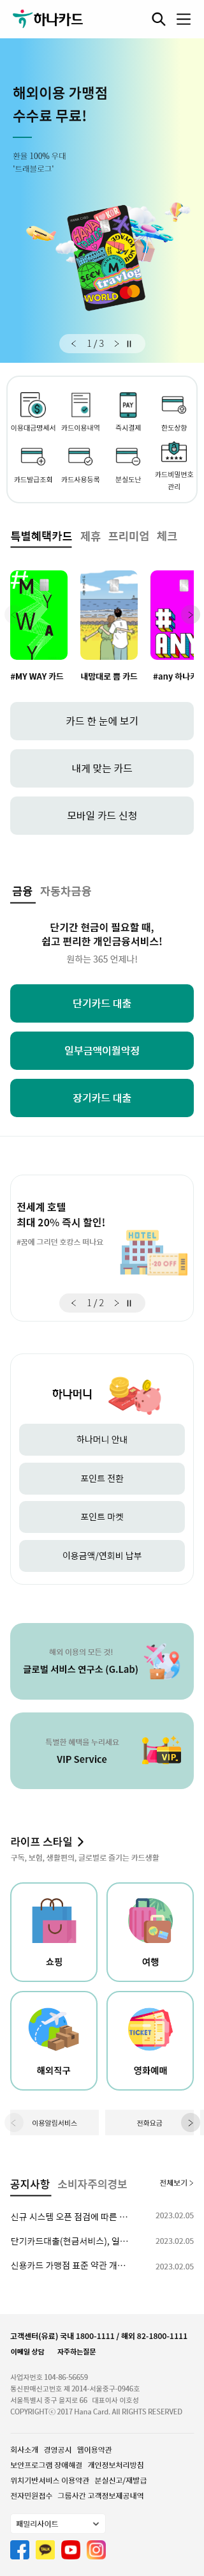 하나카드
해외이용 가맹점
수수료 무료!
환율 100% 우대
'트래블로그'
travlog
WORLD
1 / 3
이용대금명세서
카드이용내역
즉시결제
한도상향
카드발급조회
카드사용등록
분실도난
카드비밀번호
관리
특별혜택카드 제휴 프리미엄 체크
#MY WAY
#ANY
#MY WAY 카드
내맘대로 쁨 카드
#any 하나카
카드 한 눈에 보기
내게 맞는 카드
모바일 카드 신청
금융 자동차금융
단기간 현금이 필요할 때,
쉽고 편리한 개인금융서비스!
원하는 365 언제나!
단기카드 대출
일부금액이월약정
장기카드 대출
전세계 호텔
최대 20% 즉시 할인!
#꿈에 그리던 호캉스 떠나요
HOTEL
-20 OFF
1 / 2
하나머니
하나머니 안내
포인트 전환
포인트 마켓
이용금액/연회비 납부
해외 이용의 모든 것!
글로벌 서비스 연구소 (G.Lab)
특별한 혜택을 누리세요
VIP Service
VIP
라이프 스타일
구독, 보험, 생활편의, 글로벌로 즐기는 카드생활
쇼핑
여행
해외직구
TICKET
영화예매
이용알림서비스
전화요금
공지사항 소비자주의경보
전체보기
신규 시스템 오픈 점검에 따른 …
2023.02.05
단기카드대출(현금서비스), 일…
2023.02.05
신용카드 가맹점 표준 약관 개…
2023.02.05
고객센터(유료) 국내 1800-1111 / 해외 82-1800-1111
이메일 상담 자주하는질문
사업자번호 104-86-56659
통신판매신고번호 제 2014-서울중구-0946호
서울특별시 중구 을지로 66 대표이사 이호성
COPYRIGHTⓒ 2017 Hana Card. All RIGHTS RESERVED
회사소개 경영공시 웹이용약관
보안프로그램 장애해결 개인정보처리방침
위치기반서비스 이용약관 분실신고/재발급
전자민원접수 그룹사간 고객정보제공내역
패밀리사이트